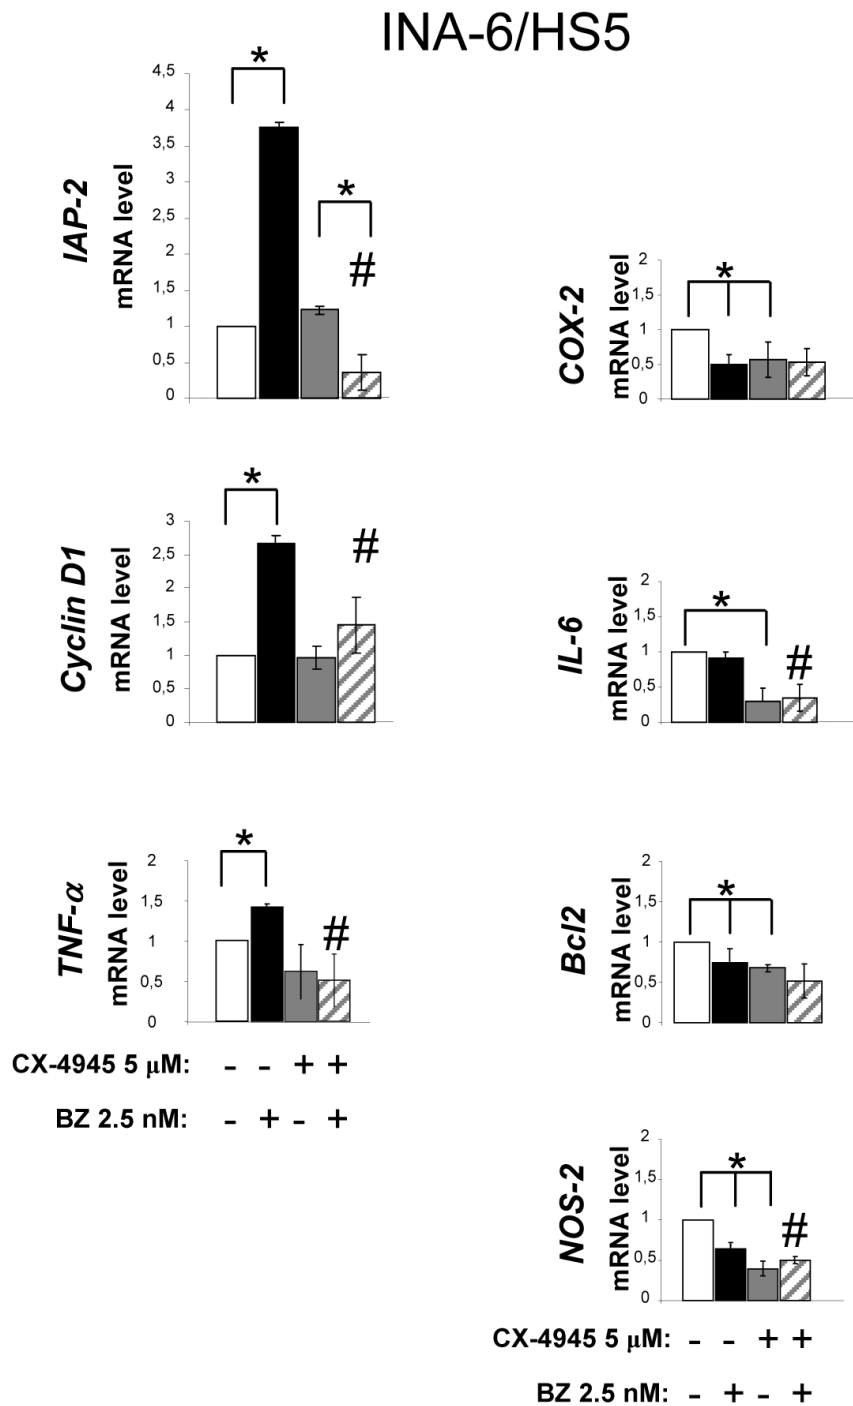 INA-6/HS5
IAP-2
mRNA level
4,5
4
3,5
3
2,5
2
1,5
1
0,5
0
*
*
#
Cyclin D1
mRNA level
3
2,5
2
1,5
1
0,5
0
*
#
TNF-α
mRNA level
2
1,5
1
0,5
0
*
#
CX-4945 5 μM: - - + +
BZ 2.5 nM: - + - +
COX-2
mRNA level
2
1,5
1
0,5
0
*
IL-6
mRNA level
2
1,5
1
0,5
0
*
#
Bcl2
mRNA level
2
1,5
1
0,5
0
*
NOS-2
mRNA level
2
1,5
1
0,5
0
*
#
CX-4945 5 μM: - - + +
BZ 2.5 nM: - + - +